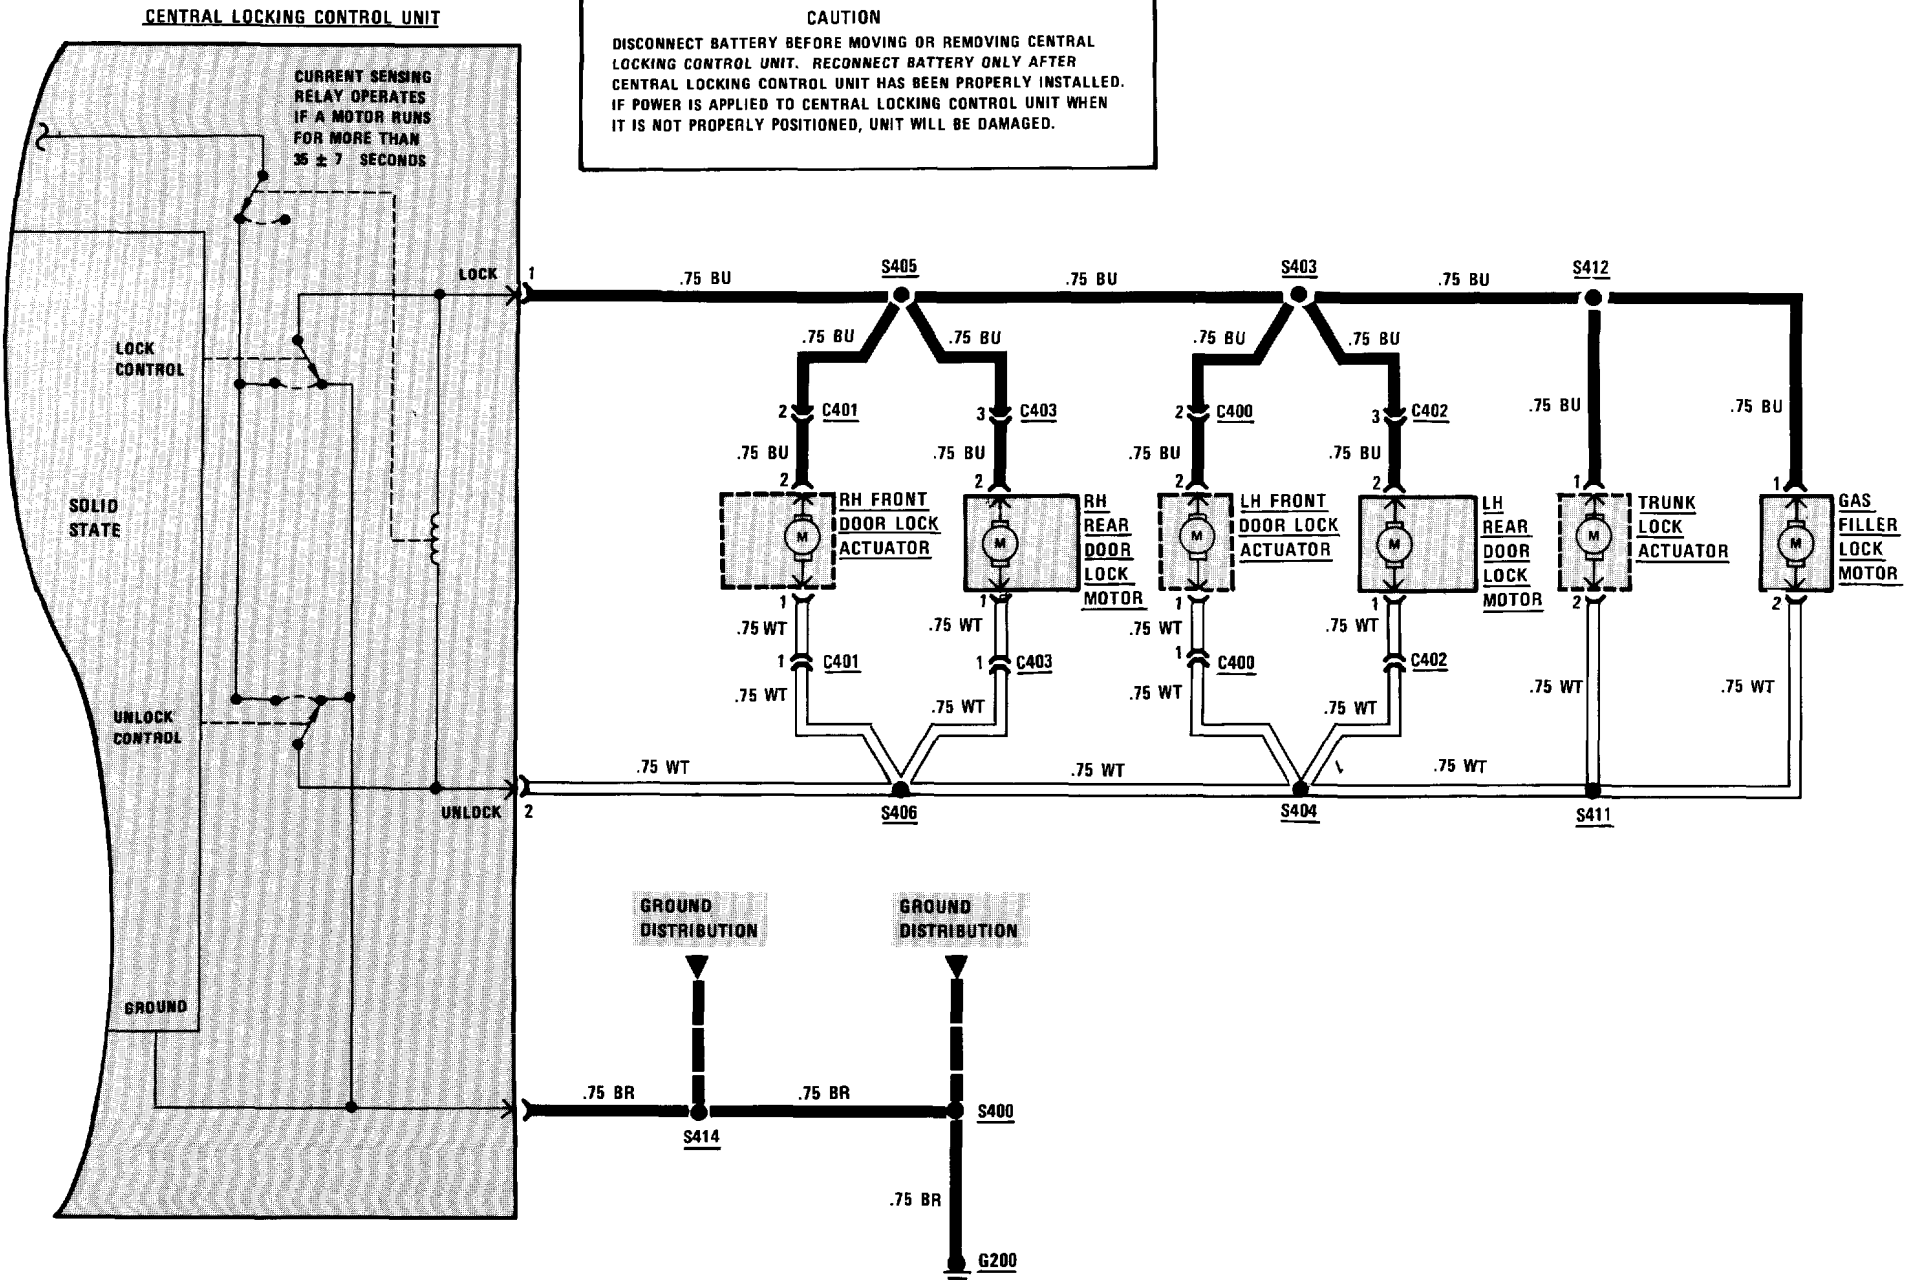 CENTRAL LOCKING CONTROL UNIT
CAUTION
DISCONNECT BATTERY BEFORE MOVING OR REMOVING CENTRAL
LOCKING CONTROL UNIT. RECONNECT BATTERY ONLY AFTER
CENTRAL LOCKING CONTROL UNIT HAS BEEN PROPERLY INSTALLED.
IF POWER IS APPLIED TO CENTRAL LOCKING CONTROL UNIT WHEN
IT IS NOT PROPERLY POSITIONED, UNIT WILL BE DAMAGED.
CURRENT SENSING
RELAY OPERATES
IF A MOTOR RUNS
FOR MORE THAN
35 ± 7 SECONDS
LOCK 1
.75 BU
S405
.75 BU
S403
.75 BU
S412
LOCK
CONTROL
.75 BU
.75 BU
.75 BU
.75 BU
2 C401
3 C403
2 C400
3 C402
.75 BU
.75 BU
.75 BU
.75 BU
.75 BU
.75 BU
2
2
2
2
1
1
SOLID
STATE
M
RH FRONT
DOOR LOCK
ACTUATOR
M
RH
REAR
DOOR
LOCK
MOTOR
M
LH FRONT
DOOR LOCK
ACTUATOR
M
LH
REAR
DOOR
LOCK
MOTOR
M
TRUNK
LOCK
ACTUATOR
M
GAS
FILLER
LOCK
MOTOR
1
1
1
1
2
2
.75 WT
.75 WT
.75 WT
.75 WT
1 C401
1 C403
1 C400
C402
.75 WT
.75 WT
.75 WT
.75 WT
.75 WT
.75 WT
UNLOCK
CONTROL
.75 WT
.75 WT
.75 WT
UNLOCK 2
S406
S404
S411
GROUND
DISTRIBUTION
GROUND
DISTRIBUTION
GROUND
.75 BR
.75 BR
S414
S400
.75 BR
G200